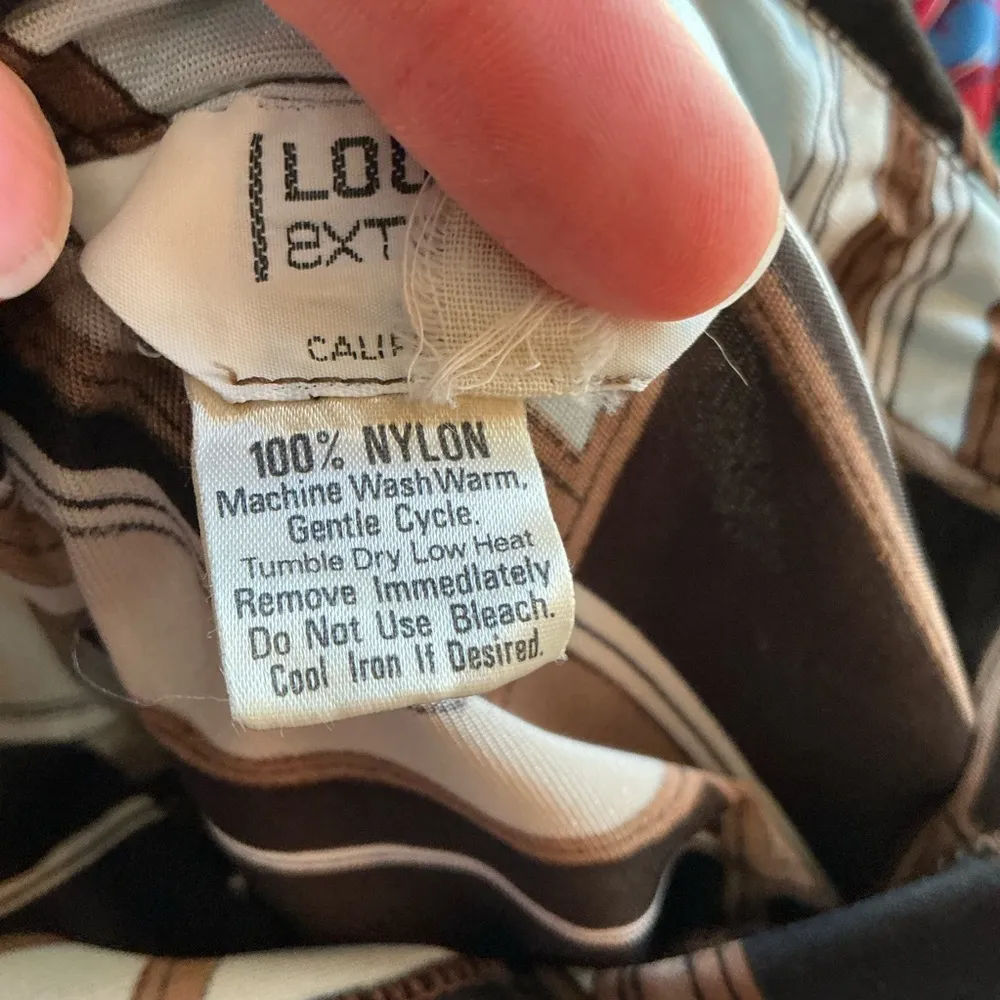 LOU
EXT
CALIF
100% NYLON
Machine Wash Warm,
Gentle Cycle.
Tumble Dry Low Heat
Remove Immediately
Do Not Use Bleach.
Cool Iron If Desired.